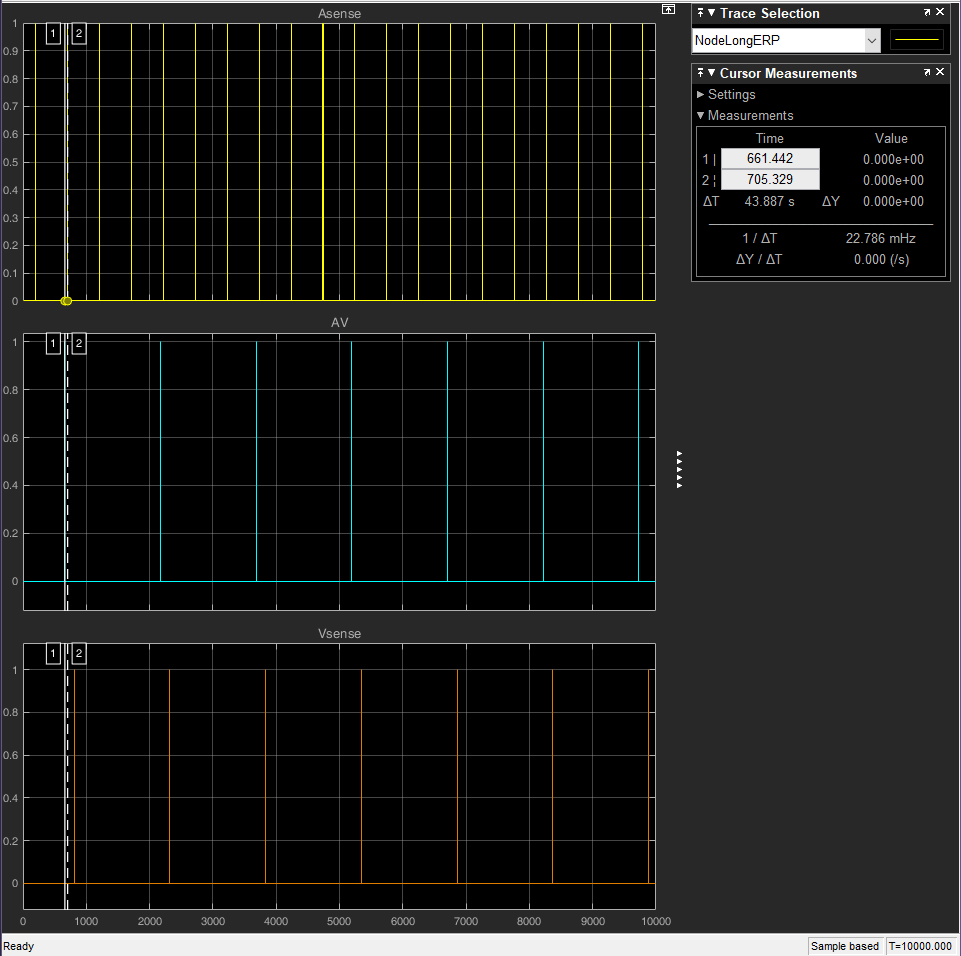 Asense
1
0.9
0.8
0.7
0.6
0.5
0.4
0.3
0.2
0.1
0
1 2
AV
1
0.8
0.6
0.4
0.2
0
1 2
Vsense
1
0.8
0.6
0.4
0.2
0
1 2
0 1000 2000 3000 4000 5000 6000 7000 8000 9000 10000
Trace Selection
NodeLongERP
Cursor Measurements
Settings
Measurements
Time Value
1 | 661.442 0.000e+00
2 ¦ 705.329 0.000e+00
ΔT 43.887 s ΔY 0.000e+00
1 / ΔT 22.786 mHz
ΔY / ΔT 0.000 (/s)
Ready Sample based T=10000.000